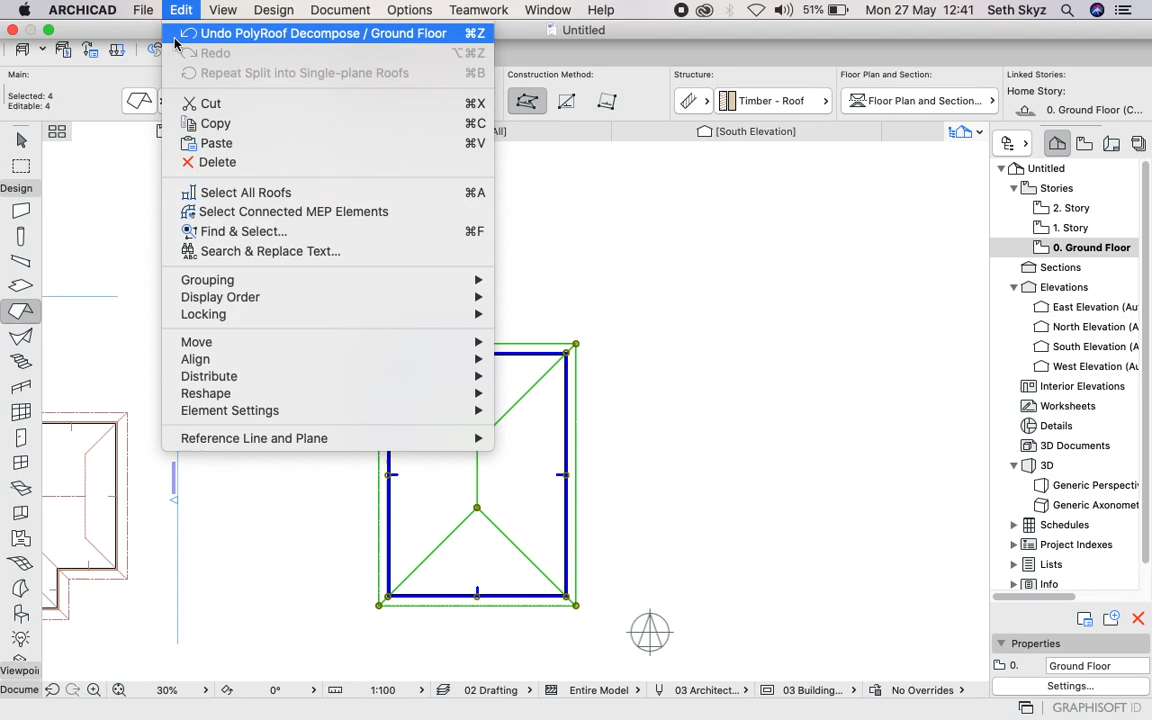 ARCHICAD File Edit View Design Document Options Teamwork Window Help 51% Mon 27 May 12:41 Seth Skyz
Untitled
Undo PolyRoof Decompose / Ground Floor ⌘Z
Redo ⌥⌘Z
Repeat Split into Single-plane Roofs ⌘B
Cut ⌘X
Copy ⌘C
Paste ⌘V
Delete
Select All Roofs ⌘A
Select Connected MEP Elements
Find & Select... ⌘F
Search & Replace Text...
Grouping
Display Order
Locking
Move
Align
Distribute
Reshape
Element Settings
Reference Line and Plane
Main:
Selected: 4
Editable: 4
Construction Method:
Structure:
Timber - Roof
Floor Plan and Section:
Floor Plan and Section...
Linked Stories:
Home Story:
0. Ground Floor (C...
All]
[South Elevation]
Design
Viewpoi
Docume
Untitled
Stories
2. Story
1. Story
0. Ground Floor
Sections
Elevations
East Elevation (Au
North Elevation (A
South Elevation (A
West Elevation (Au
Interior Elevations
Worksheets
Details
3D Documents
3D
Generic Perspecti
Generic Axonomet
Schedules
Project Indexes
Lists
Info
Properties
0. Ground Floor
Settings...
30% 0° 1:100 02 Drafting Entire Model 03 Architect... 03 Building... No Overrides
GRAPHISOFT ID